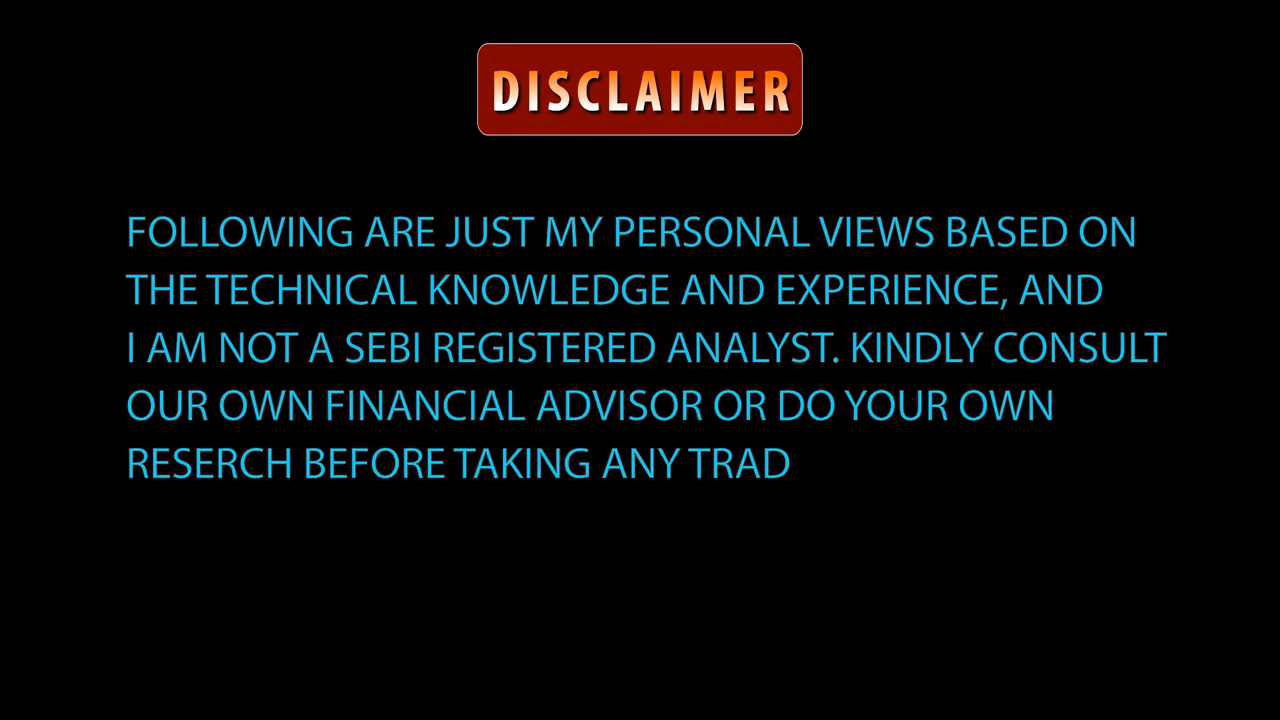 DISCLAIMER
FOLLOWING ARE JUST MY PERSONAL VIEWS BASED ON
THE TECHNICAL KNOWLEDGE AND EXPERIENCE, AND
I AM NOT A SEBI REGISTERED ANALYST. KINDLY CONSULT
OUR OWN FINANCIAL ADVISOR OR DO YOUR OWN
RESERCH BEFORE TAKING ANY TRAD